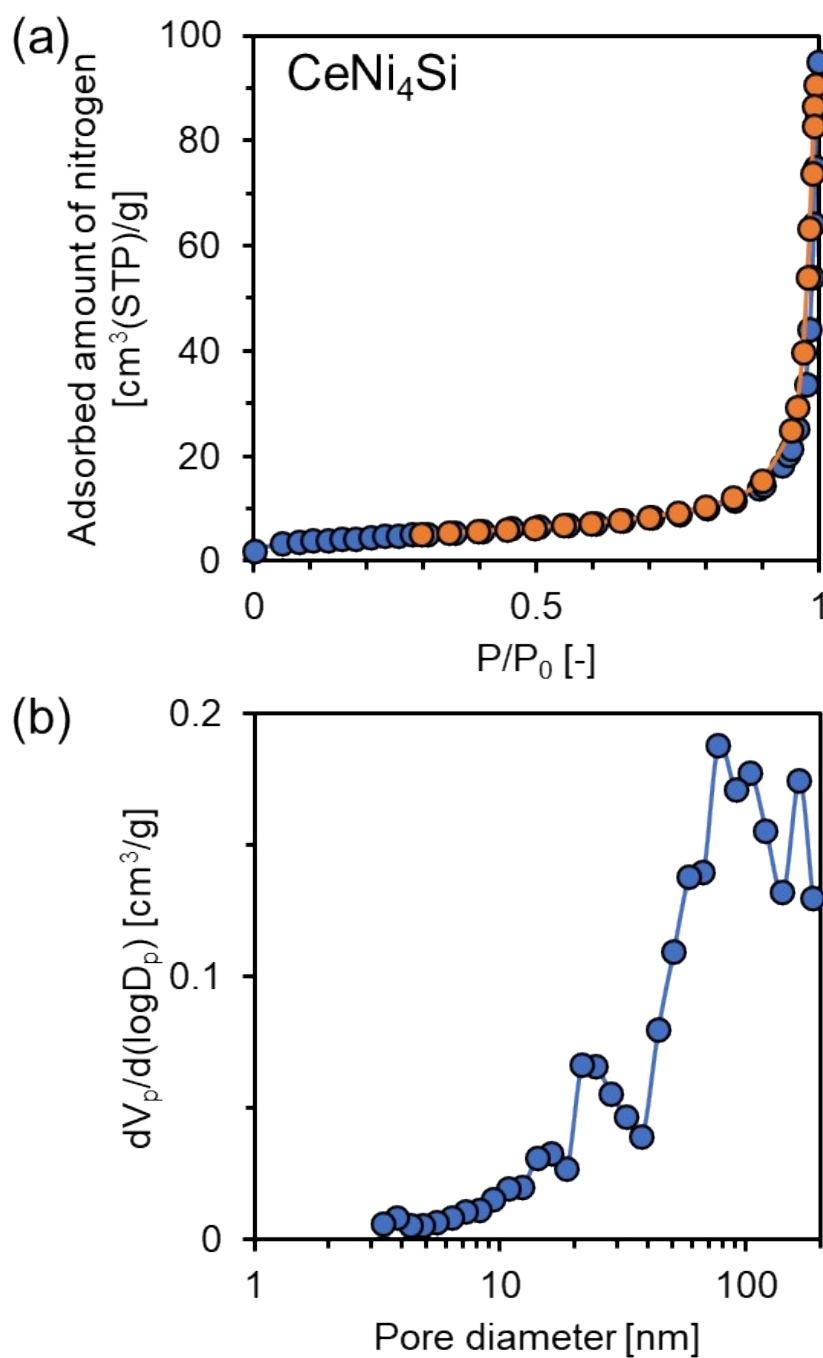 (a)
CeNi₄Si
Adsorbed amount of nitrogen
[cm³(STP)/g]
100
80
60
40
20
0
0
0.5
1
P/P₀ [-]
(b)
dVₚ/d(logDₚ) [cm³/g]
0.2
0.1
0
1
10
100
Pore diameter [nm]